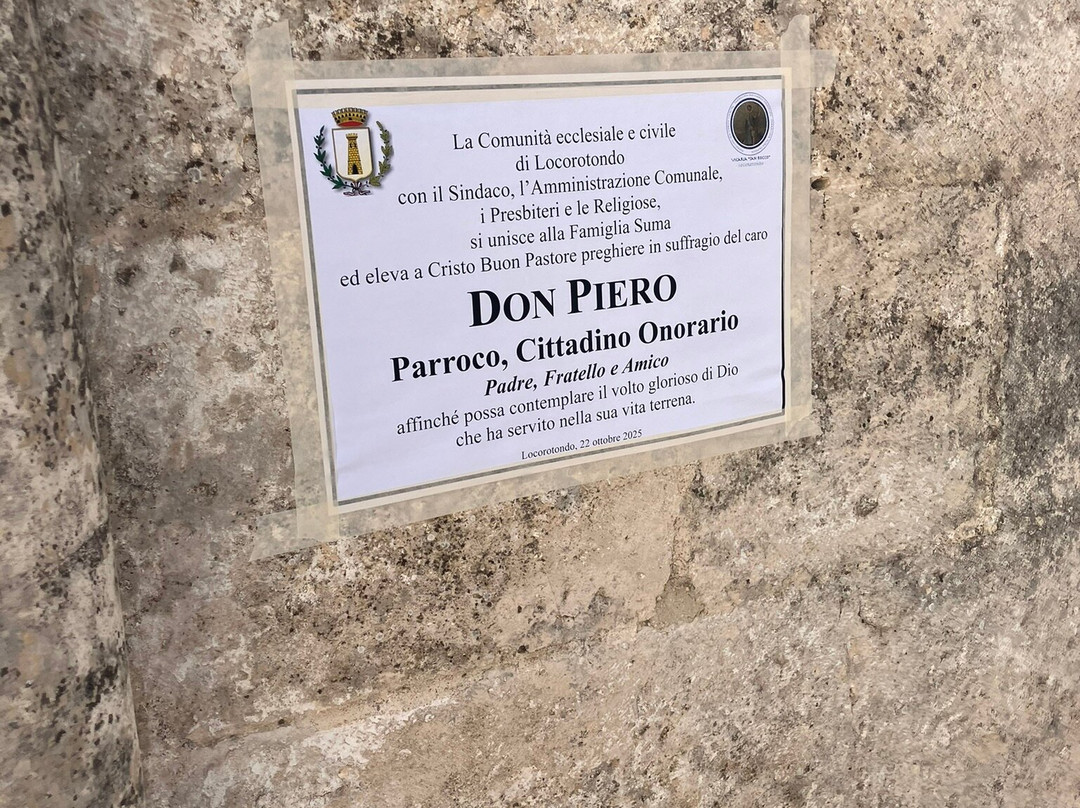 La Comunità ecclesiale e civile
di Locorotondo
con il Sindaco, l'Amministrazione Comunale,
i Presbiteri e le Religiose,
si unisce alla Famiglia Suma
ed eleva a Cristo Buon Pastore preghiere in suffragio del caro
DON PIERO
Parroco, Cittadino Onorario
Padre, Fratello e Amico
affinché possa contemplare il volto glorioso di Dio
che ha servito nella sua vita terrena.
Locorotondo, 22 ottobre 2025